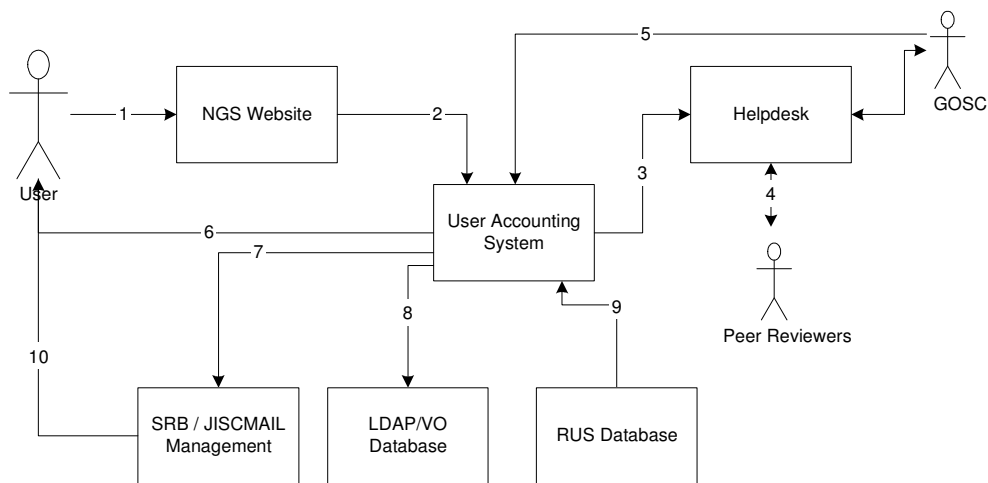 5
GOSC
1
NGS Website
2
Helpdesk
3
4
User
User Accounting
System
6
7
8
9
Peer Reviewers
10
SRB / JISCMAIL
Management
LDAP/VO
Database
RUS Database